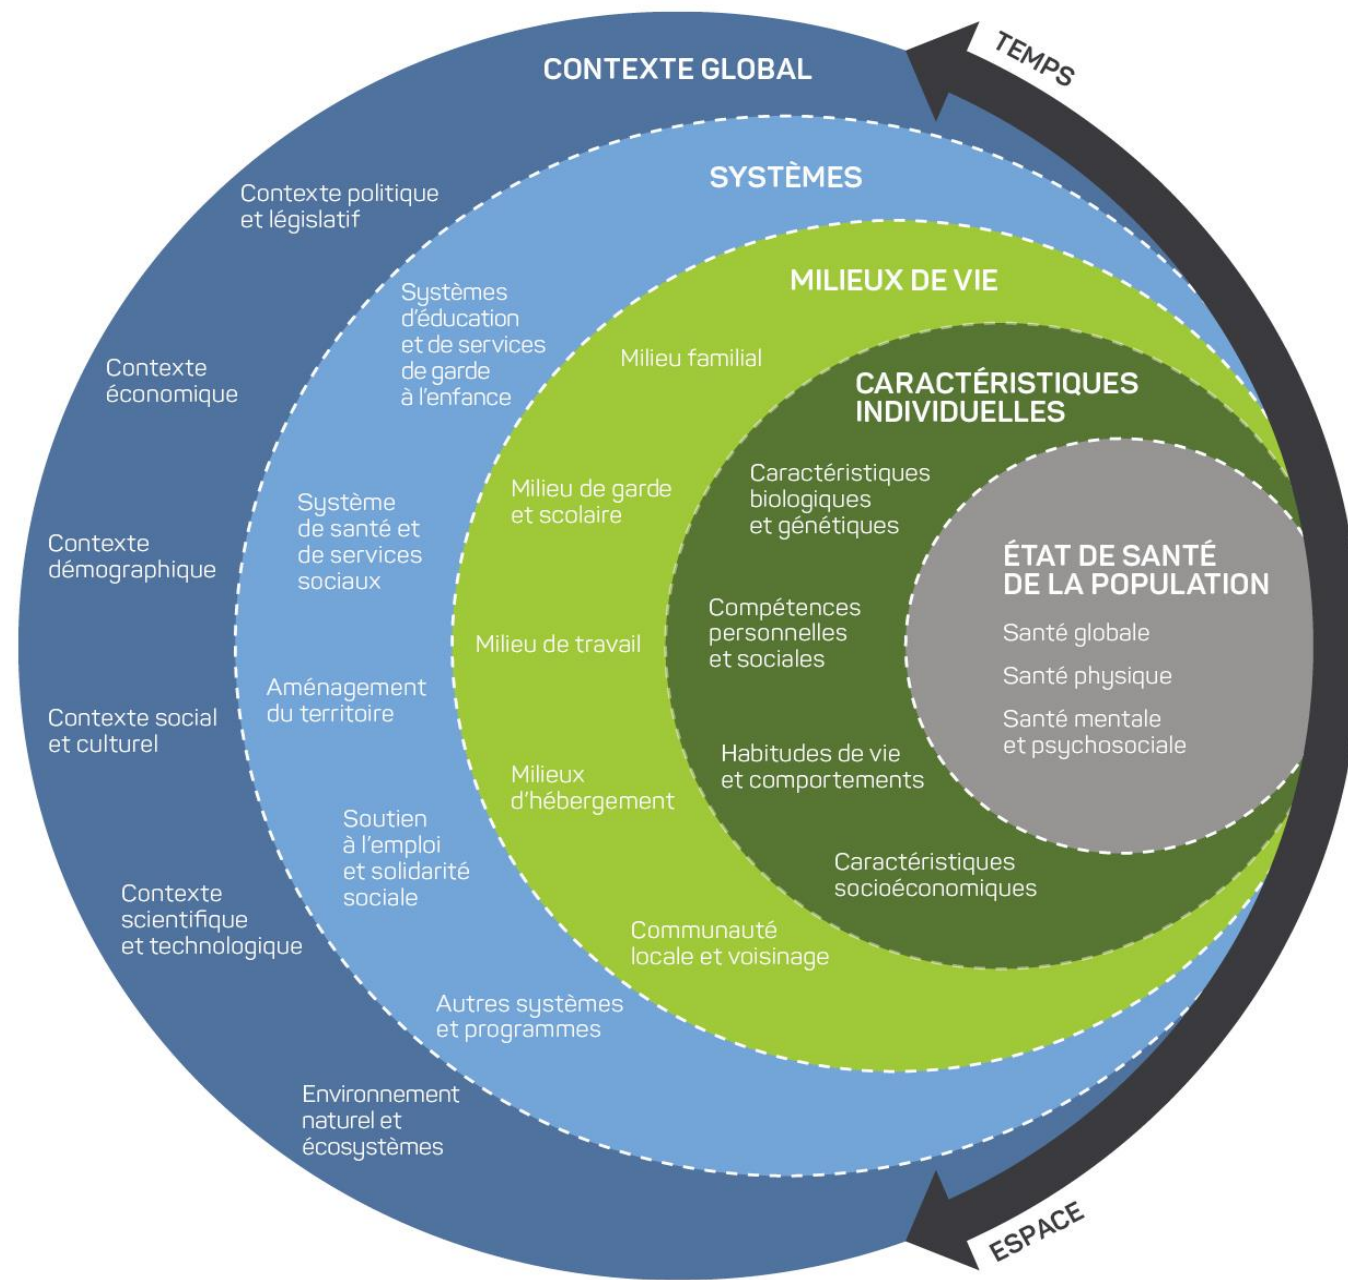 CONTEXTE GLOBAL
TEMPS
Contexte politique
et législatif
Contexte
économique
Contexte
démographique
Contexte social
et culturel
Contexte
scientifique
et technologique
Environnement
naturel et
écosystèmes
SYSTÈMES
Systèmes
d'éducation
et de services
de garde
à l'enfance
Système
de santé et
de services
sociaux
Aménagement
du territoire
Soutien
à l'emploi
et solidarité
sociale
Autres systèmes
et programmes
MILIEUX DE VIE
Milieu familial
Milieu de garde
et scolaire
Milieu de travail
Milieux
d'hébergement
Communauté
locale et voisinage
CARACTÉRISTIQUES
INDIVIDUELLES
Caractéristiques
biologiques
et génétiques
Compétences
personnelles
et sociales
Habitudes de vie
et comportements
Caractéristiques
socioéconomiques
ÉTAT DE SANTÉ
DE LA POPULATION
Santé globale
Santé physique
Santé mentale
et psychosociale
ESPACE